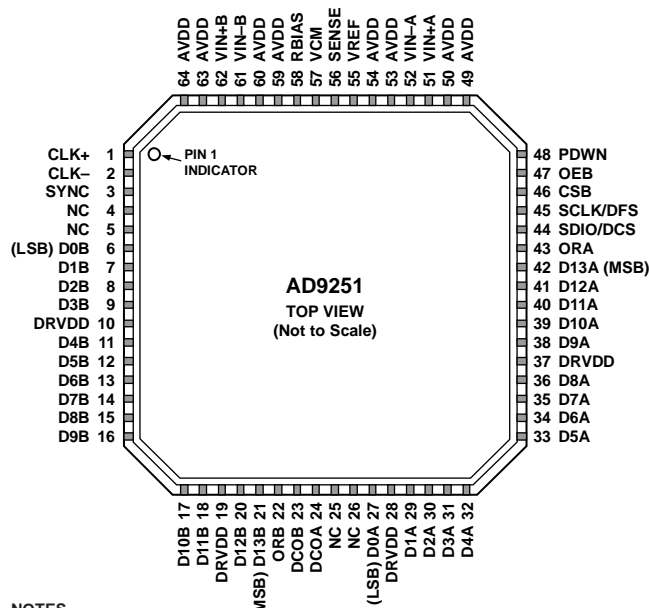 64 AVDD
63 AVDD
62 VIN+B
61 VIN–B
60 AVDD
59 AVDD
58 RBIAS
57 VCM
56 SENSE
55 VREF
54 AVDD
53 AVDD
52 VIN–A
51 VIN+A
50 AVDD
49 AVDD
CLK+ 1
CLK– 2
SYNC 3
NC 4
NC 5
(LSB) D0B 6
D1B 7
D2B 8
D3B 9
DRVDD 10
D4B 11
D5B 12
D6B 13
D7B 14
D8B 15
D9B 16
PIN 1
INDICATOR
AD9251
TOP VIEW
(Not to Scale)
48 PDWN
47 OEB
46 CSB
45 SCLK/DFS
44 SDIO/DCS
43 ORA
42 D13A (MSB)
41 D12A
40 D11A
39 D10A
38 D9A
37 DRVDD
36 D8A
35 D7A
34 D6A
33 D5A
D10B 17
D11B 18
DRVDD 19
D12B 20
MSB) D13B 21
ORB 22
DCOB 23
DCOA 24
NC 25
NC 26
(LSB) D0A 27
DRVDD 28
D1A 29
D2A 30
D3A 31
D4A 32